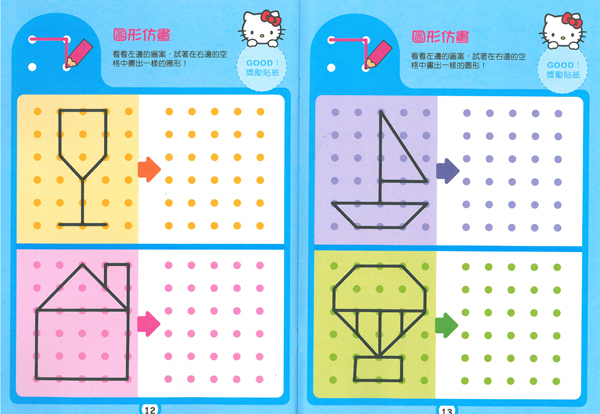 圖形仿畫
看看左邊的圖案，試著在右邊的空
格中畫出一樣的圖形！
GOOD！
獎勵貼紙
12
圖形仿畫
看看左邊的圖案，試著在右邊的空
格中畫出一樣的圖形！
GOOD！
獎勵貼紙
13